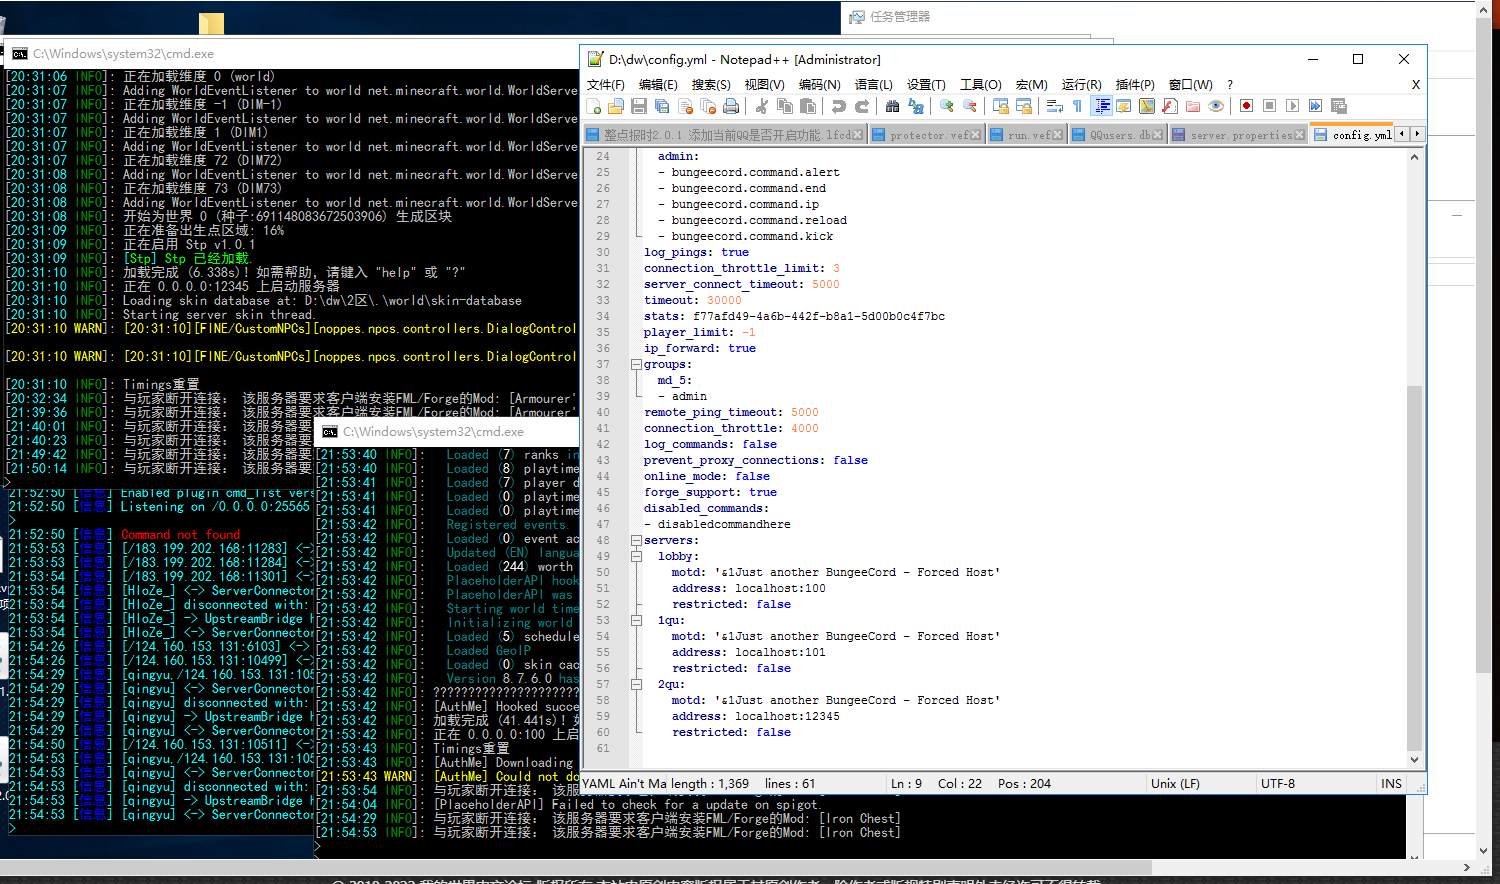 任务管理器
C:\Windows\system32\cmd.exe
[20:31:06 INFO]: 正在加载维度 0 (world)
[20:31:07 INFO]: Adding WorldEventListener to world net.minecraft.world.WorldServe
[20:31:07 INFO]: 正在加载维度 -1 (DIM-1)
[20:31:07 INFO]: Adding WorldEventListener to world net.minecraft.world.WorldServe
[20:31:07 INFO]: 正在加载维度 1 (DIM1)
[20:31:07 INFO]: Adding WorldEventListener to world net.minecraft.world.WorldServe
[20:31:07 INFO]: 正在加载维度 72 (DIM72)
[20:31:08 INFO]: Adding WorldEventListener to world net.minecraft.world.WorldServe
[20:31:08 INFO]: 正在加载维度 73 (DIM73)
[20:31:08 INFO]: Adding WorldEventListener to world net.minecraft.world.WorldServe
[20:31:08 INFO]: 开始为世界 0 (种子:691148083672503906) 生成区块
[20:31:09 INFO]: 正在准备出生点区域: 16%
[20:31:09 INFO]: 正在启用 Stp v1.0.1
[20:31:09 INFO]: [Stp] Stp 已经加载.
[20:31:10 INFO]: 加载完成 (6.338s)! 如需帮助, 请键入 "help" 或 "?"
[20:31:10 INFO]: 正在 0.0.0.0:12345 上启动服务器
[20:31:10 INFO]: Loading skin database at: D:\dw\2区\.\world\skin-database
[20:31:10 INFO]: Starting server skin thread.
[20:31:10 WARN]: [20:31:10][FINE/CustomNPCs][noppes.npcs.controllers.DialogControl
[20:31:10 WARN]: [20:31:10][FINE/CustomNPCs][noppes.npcs.controllers.DialogControl
[20:31:10 INFO]: Timings重置
[20:32:34 INFO]: 与玩家断开连接: 该服务器要求客户端安装FML/Forge的Mod: [Armourer'
[21:39:36 INFO]: 与玩家断开连接: 该服务器要求客户端安装FML/Forge的Mod: [Armourer'
[21:40:01 INFO]: 与玩家断开连接: 该服务器要
[21:40:23 INFO]: 与玩家断开连接: 该服务器要
[21:49:42 INFO]: 与玩家断开连接: 该服务器要
[21:50:14 INFO]: 与玩家断开连接: 该服务器要
>
21:52:50 [信息] Enabled plugin cmd_list vers
21:52:50 [信息] Listening on /0.0.0.0:25565
>
21:52:50 [信息] Command not found
21:53:53 [信息] [/183.199.202.168:11283] <->
21:53:54 [信息] [/183.199.202.168:11284] <->
21:53:54 [信息] [/183.199.202.168:11301] <->
21:53:54 [信息] [HloZe_] <-> ServerConnector
21:53:54 [信息] [HloZe_] disconnected with:
21:53:54 [信息] [HloZe_] -> UpstreamBridge h
21:53:54 [信息] [HloZe_] <-> ServerConnector
21:54:26 [信息] [/124.160.153.131:6103] <->
21:54:26 [信息] [/124.160.153.131:10499] <->
21:54:29 [信息] [qingyu,/124.160.153.131:105
21:54:29 [信息] [qingyu] <-> ServerConnector
21:54:29 [信息] [qingyu] disconnected with:
21:54:29 [信息] [qingyu] -> UpstreamBridge h
21:54:29 [信息] [qingyu] <-> ServerConnector
21:54:50 [信息] [/124.160.153.131:10511] <->
21:54:53 [信息] [qingyu,/124.160.153.131:105
21:54:53 [信息] [qingyu] <-> ServerConnector
21:54:53 [信息] [qingyu] disconnected with:
21:54:53 [信息] [qingyu] -> UpstreamBridge h
21:54:53 [信息] [qingyu] <-> ServerConnector
>
C:\Windows\system32\cmd.exe
[21:53:40 INFO]: Loaded (7) ranks in
[21:53:40 INFO]: Loaded (8) playtime
[21:53:41 INFO]: Loaded (7) player d
[21:53:41 INFO]: Loaded (0) playtime
[21:53:41 INFO]: Loaded (0) playtime
[21:53:42 INFO]: Registered events.
[21:53:42 INFO]: Loaded (0) event ac
[21:53:42 INFO]: Updated (EN) langua
[21:53:42 INFO]: Loaded (244) worth
[21:53:42 INFO]: PlaceholderAPI hook
[21:53:42 INFO]: PlaceholderAPI was
[21:53:42 INFO]: Starting world time
[21:53:42 INFO]: Initializing world
[21:53:42 INFO]: Loaded (5) schedule
[21:53:42 INFO]: Loaded GeoIP
[21:53:42 INFO]: Loaded (0) skin cac
[21:53:42 INFO]: Version 8.7.6.0 has
[21:53:42 INFO]: ?????????????????????
[21:53:42 INFO]: [AuthMe] Hooked succe
[21:53:42 INFO]: 加载完成 (41.441s)! 如
[21:53:42 INFO]: 正在 0.0.0.0:100 上启
[21:53:43 INFO]: Timings重置
[21:53:43 INFO]: [AuthMe] Downloading
[21:53:43 WARN]: [AuthMe] Could not do
[21:53:54 INFO]: 与玩家断开连接: 该服
[21:54:04 INFO]: [PlaceholderAPI] Failed to check for a update on spigot.
[21:54:29 INFO]: 与玩家断开连接: 该服务器要求客户端安装FML/Forge的Mod: [Iron Chest]
[21:54:53 INFO]: 与玩家断开连接: 该服务器要求客户端安装FML/Forge的Mod: [Iron Chest]
>
D:\dw\config.yml - Notepad++ [Administrator]
文件(F) 编辑(E) 搜索(S) 视图(V) 编码(N) 语言(L) 设置(T) 工具(O) 宏(M) 运行(R) 插件(P) 窗口(W) ? X
整点报时2.0.1 添加当前QQ是否开启功能.lfcd protector.vef run.vef QQusers.db server.properties config.yml
24 admin:
25 - bungeecord.command.alert
26 - bungeecord.command.end
27 - bungeecord.command.ip
28 - bungeecord.command.reload
29 - bungeecord.command.kick
30 log_pings: true
31 connection_throttle_limit: 3
32 server_connect_timeout: 5000
33 timeout: 30000
34 stats: f77afd49-4a6b-442f-b8a1-5d00b0c4f7bc
35 player_limit: -1
36 ip_forward: true
37 groups:
38 md_5:
39 - admin
40 remote_ping_timeout: 5000
41 connection_throttle: 4000
42 log_commands: false
43 prevent_proxy_connections: false
44 online_mode: false
45 forge_support: true
46 disabled_commands:
47 - disabledcommandhere
48 servers:
49 lobby:
50 motd: '&1Just another BungeeCord - Forced Host'
51 address: localhost:100
52 restricted: false
53 1qu:
54 motd: '&1Just another BungeeCord - Forced Host'
55 address: localhost:101
56 restricted: false
57 2qu:
58 motd: '&1Just another BungeeCord - Forced Host'
59 address: localhost:12345
60 restricted: false
61
YAML Ain't Ma length : 1,369 lines : 61 Ln : 9 Col : 22 Pos : 204 Unix (LF) UTF-8 INS